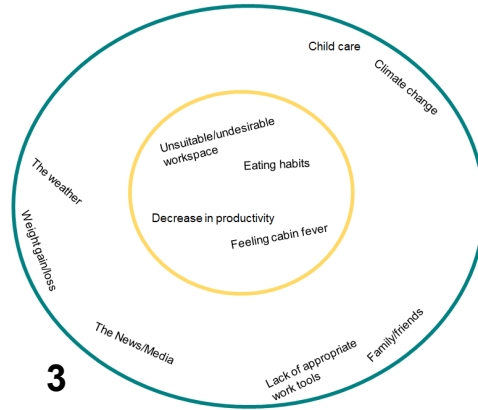 Child care
Climate change
Unsuitable/undesirable
workspace
Eating habits
The weather
Decrease in productivity
Feeling cabin fever
Weight gain/loss
The News/Media
Family/friends
Lack of appropriate
work tools
3